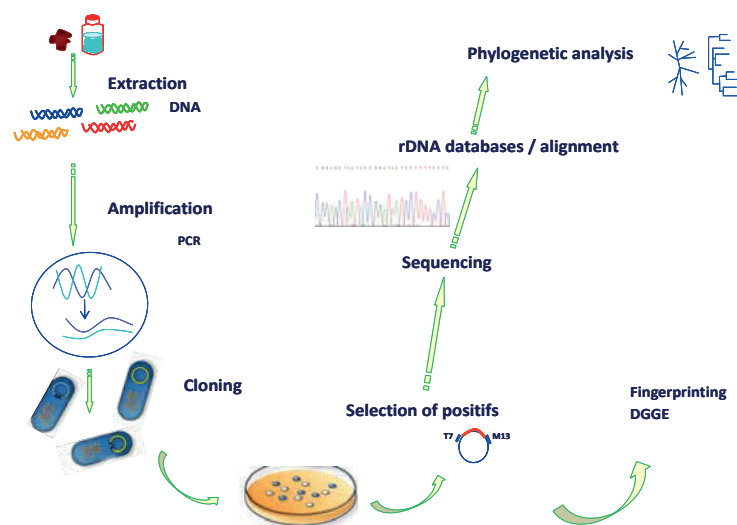 Extraction
DNA
Amplification
PCR
Cloning
Selection of positifs
T7
M13
Sequencing
rDNA databases / alignment
Phylogenetic analysis
Fingerprinting
DGGE